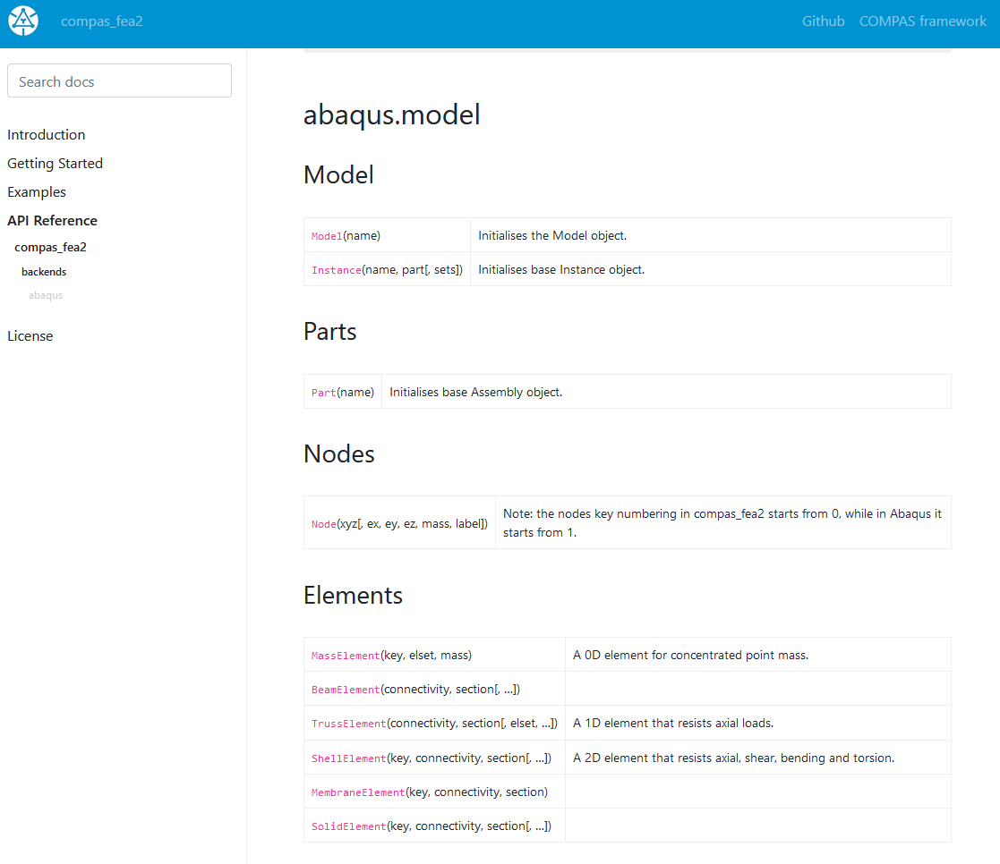 compas_fea2
Github COMPAS framework
Search docs
Introduction
Getting Started
Examples
API Reference
compas_fea2
backends
abaqus
License
abaqus.model
Model
Model(name) Initialises the Model object.
Instance(name, part[, sets]) Initialises base Instance object.
Parts
Part(name) Initialises base Assembly object.
Nodes
Node(xyz[, ex, ey, ez, mass, label]) Note: the nodes key numbering in compas_fea2 starts from 0, while in Abaqus it
starts from 1.
Elements
MassElement(key, elset, mass) A 0D element for concentrated point mass.
BeamElement(connectivity, section[, …])
TrussElement(connectivity, section[, elset, …]) A 1D element that resists axial loads.
ShellElement(key, connectivity, section[, …]) A 2D element that resists axial, shear, bending and torsion.
MembraneElement(key, connectivity, section)
SolidElement(key, connectivity, section[, …])